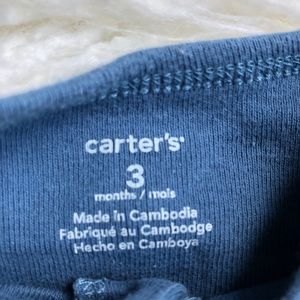 carter's
3
months / mois
Made in Cambodia
Fabriqué au Cambodge
Hecho en Camboya